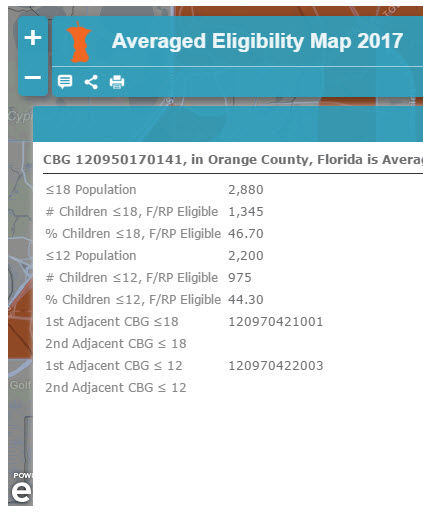 Averaged Eligibility Map 2017
CBG 120950170141, in Orange County, Florida is Avera
≤18 Population 2,880
# Children ≤18, F/RP Eligible 1,345
% Children ≤18, F/RP Eligible 46.70
≤12 Population 2,200
# Children ≤12, F/RP Eligible 975
% Children ≤12, F/RP Eligible 44.30
1st Adjacent CBG ≤18 120970421001
2nd Adjacent CBG ≤ 18
1st Adjacent CBG ≤ 12 120970422003
2nd Adjacent CBG ≤ 12
Golf
POW
e